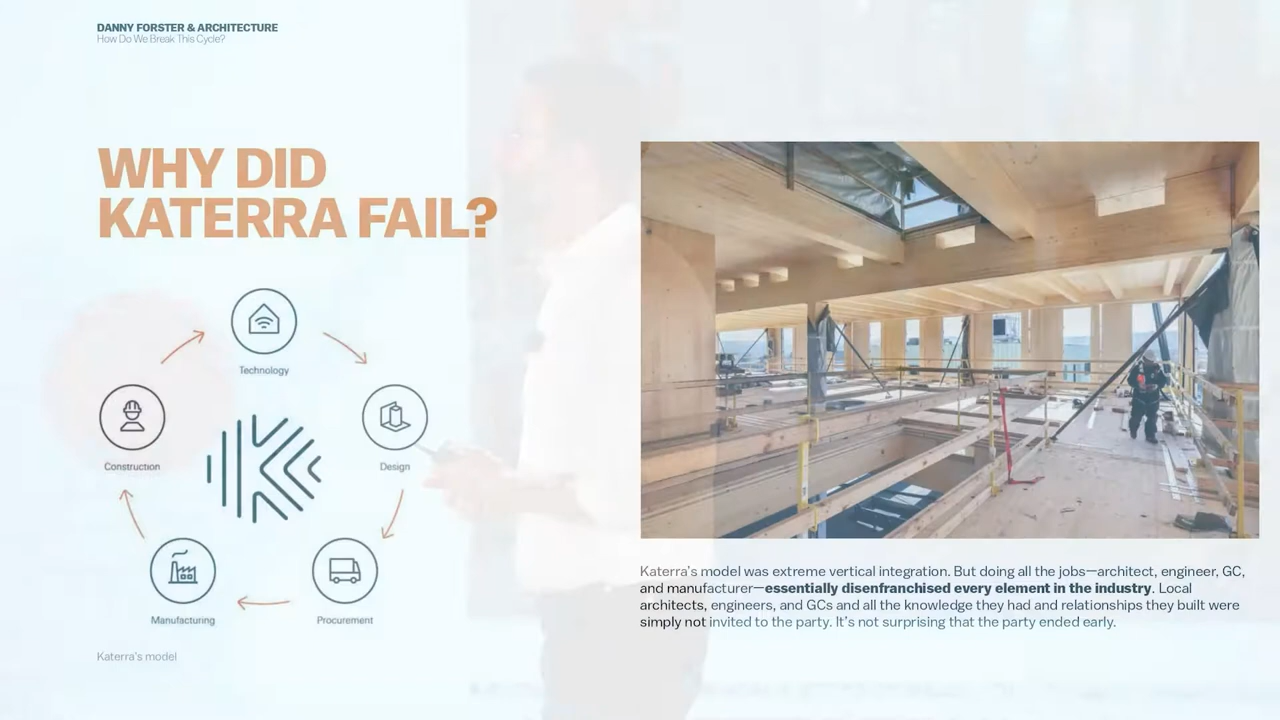 DANNY FORSTER & ARCHITECTURE
How Do We Break This Cycle?
WHY DID
KATERRA FAIL?
Technology
Construction
Design
Manufacturing
Procurement
Katerra's model
Katerra's model was extreme vertical integration. But doing all the jobs—architect, engineer, GC,
and manufacturer—essentially disenfranchised every element in the industry. Local
architects, engineers, and GCs and all the knowledge they had and relationships they built were
simply not invited to the party. It's not surprising that the party ended early.